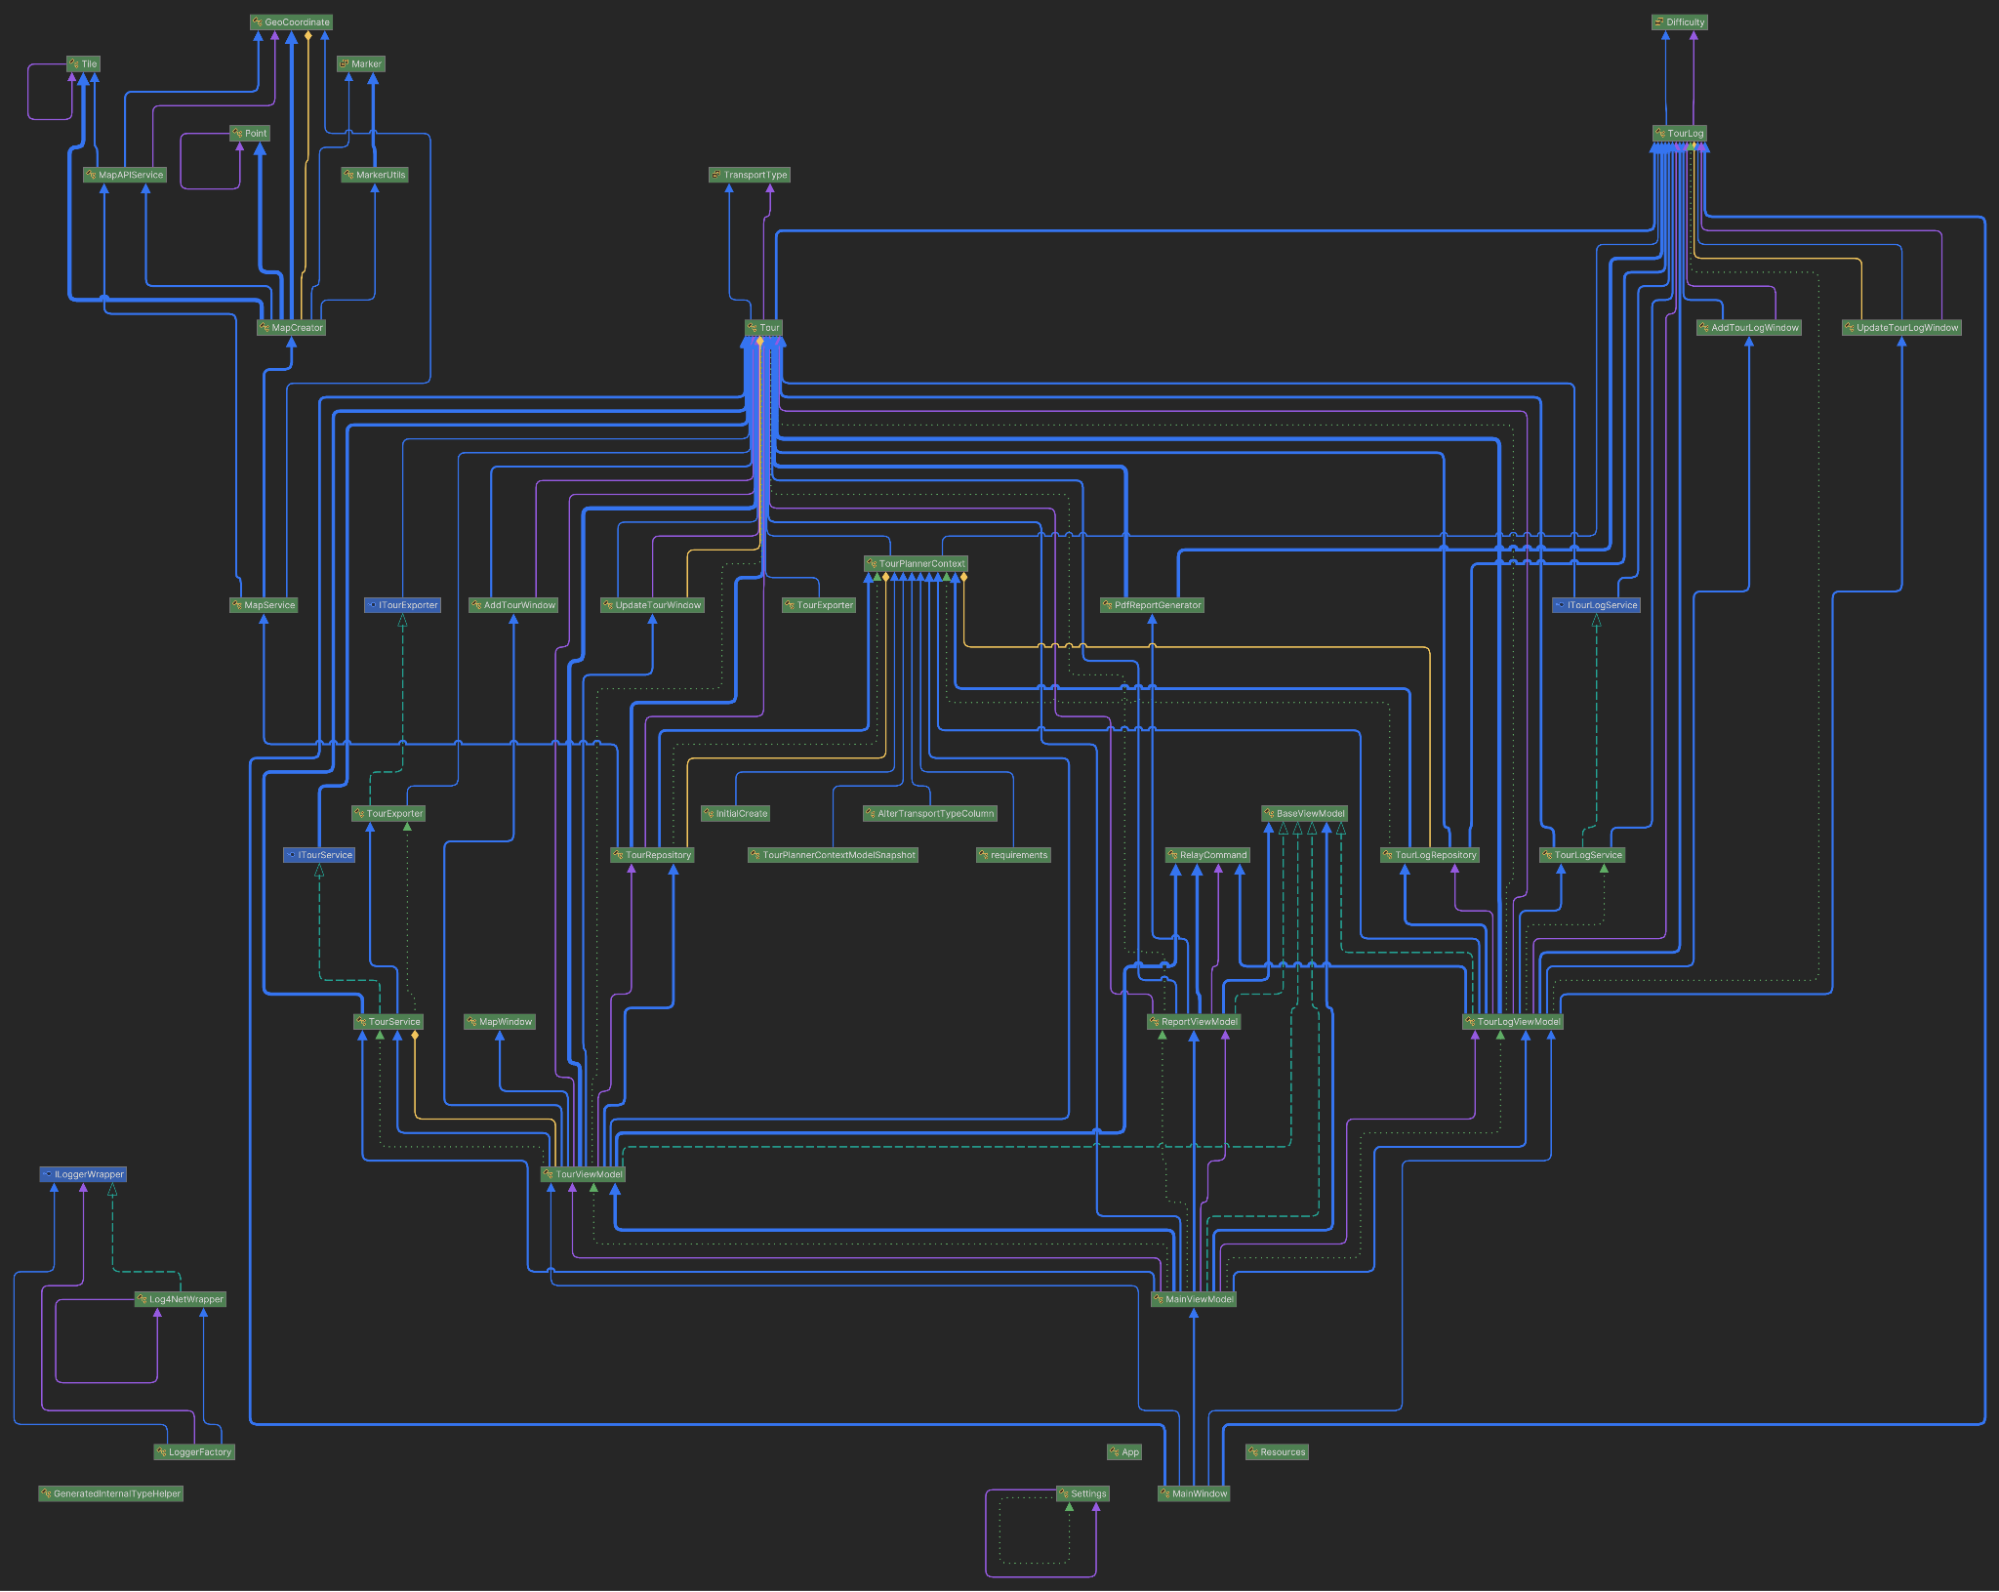 GeoCoordinate
Difficulty
Tile
Marker
Point
TourLog
MapAPIService
MarkerUtils
TransportType
MapCreator
Tour
AddTourLogWindow
UpdateTourLogWindow
TourPlannerContext
MapService
ITourExporter
AddTourWindow
UpdateTourWindow
TourExporter
PdfReportGenerator
ITourLogService
TourExporter
InitialCreate
AlterTransportTypeColumn
BaseViewModel
ITourService
TourRepository
TourPlannerContextModelSnapshot
requirements
RelayCommand
TourLogRepository
TourLogService
TourService
MapWindow
ReportViewModel
TourLogViewModel
ILoggerWrapper
TourViewModel
Log4NetWrapper
MainViewModel
LoggerFactory
App
Resources
GeneratedInternalTypeHelper
Settings
MainWindow